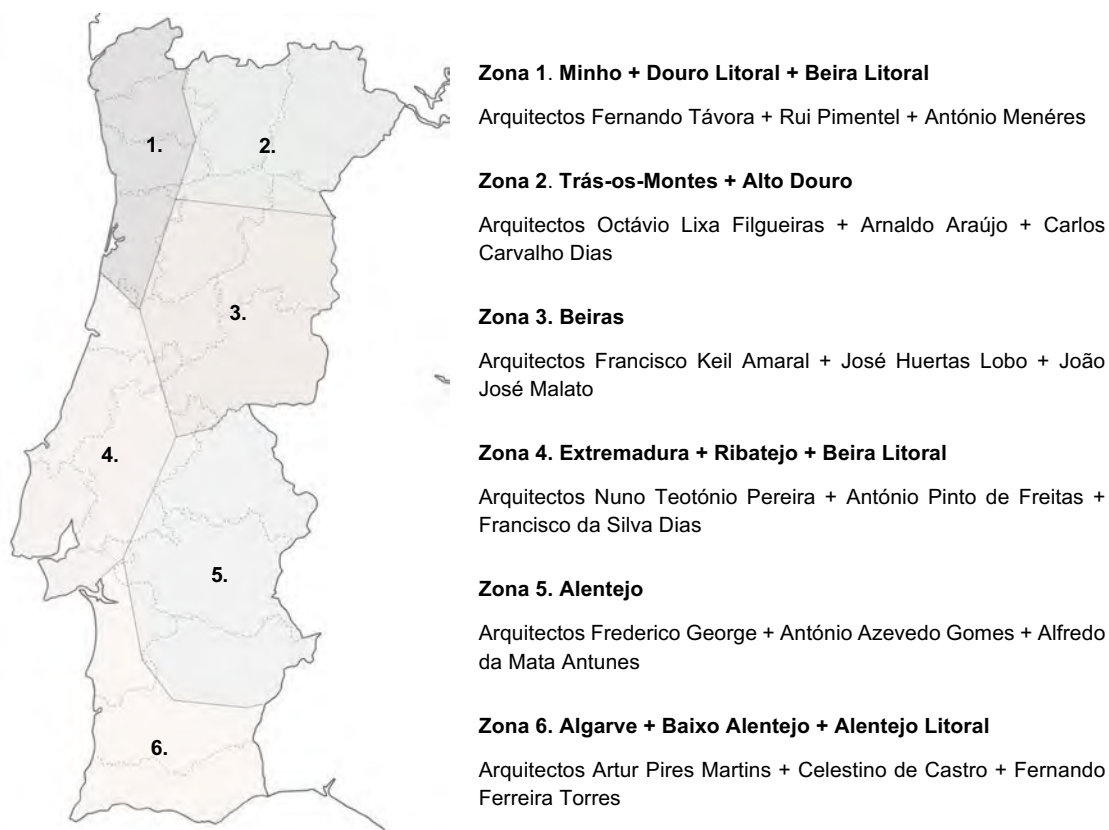 1.
2.
3.
4.
5.
6.
Zona 1. Minho + Douro Litoral + Beira Litoral
Arquitectos Fernando Távora + Rui Pimentel + António Menéres
Zona 2. Trás-os-Montes + Alto Douro
Arquitectos Octávio Lixa Filgueiras + Arnaldo Araújo + Carlos
Carvalho Dias
Zona 3. Beiras
Arquitectos Francisco Keil Amaral + José Huertas Lobo + João
José Malato
Zona 4. Extremadura + Ribatejo + Beira Litoral
Arquitectos Nuno Teotónio Pereira + António Pinto de Freitas +
Francisco da Silva Dias
Zona 5. Alentejo
Arquitectos Frederico George + António Azevedo Gomes + Alfredo
da Mata Antunes
Zona 6. Algarve + Baixo Alentejo + Alentejo Litoral
Arquitectos Artur Pires Martins + Celestino de Castro + Fernando
Ferreira Torres